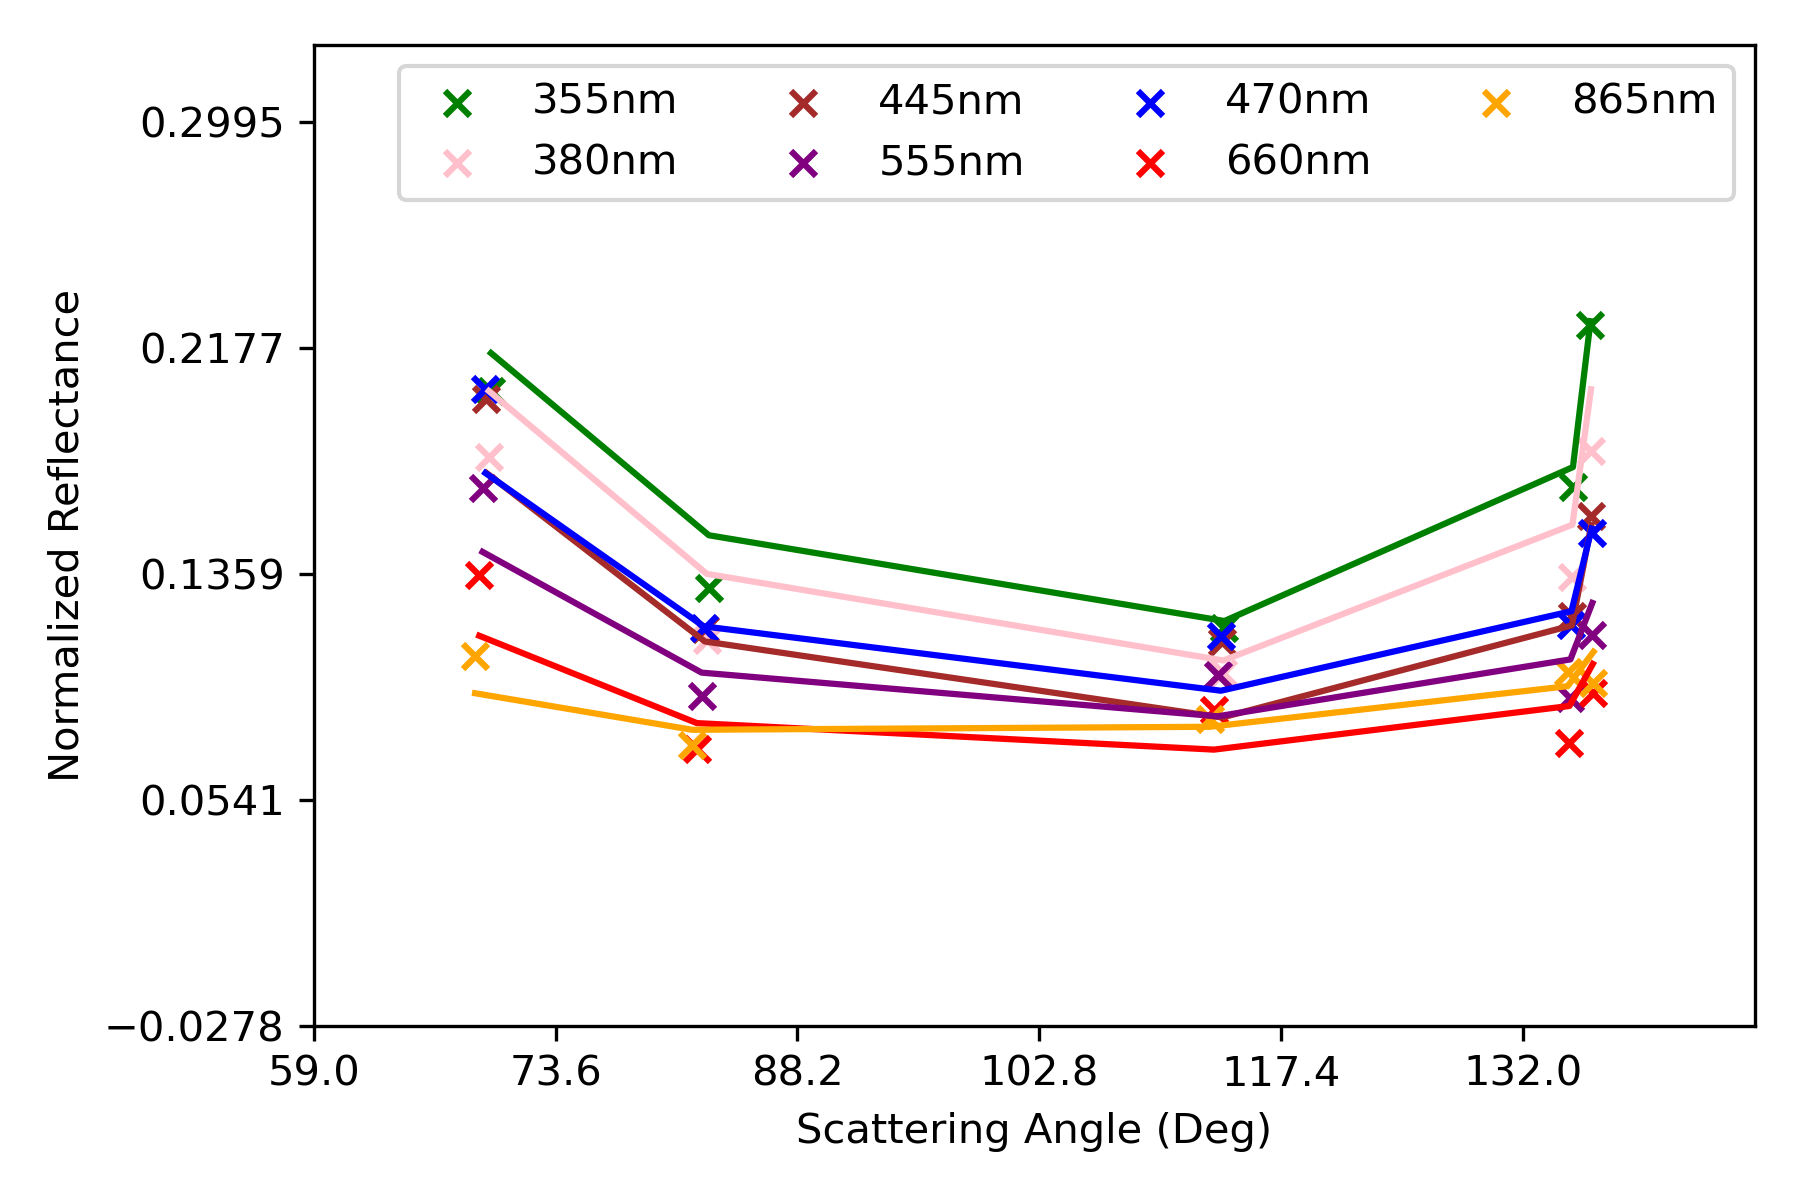 355nm 445nm 470nm 865nm
380nm 555nm 660nm
0.2995
0.2177
0.1359
0.0541
−0.0278
Normalized Reflectance
59.0 73.6 88.2 102.8 117.4 132.0
Scattering Angle (Deg)